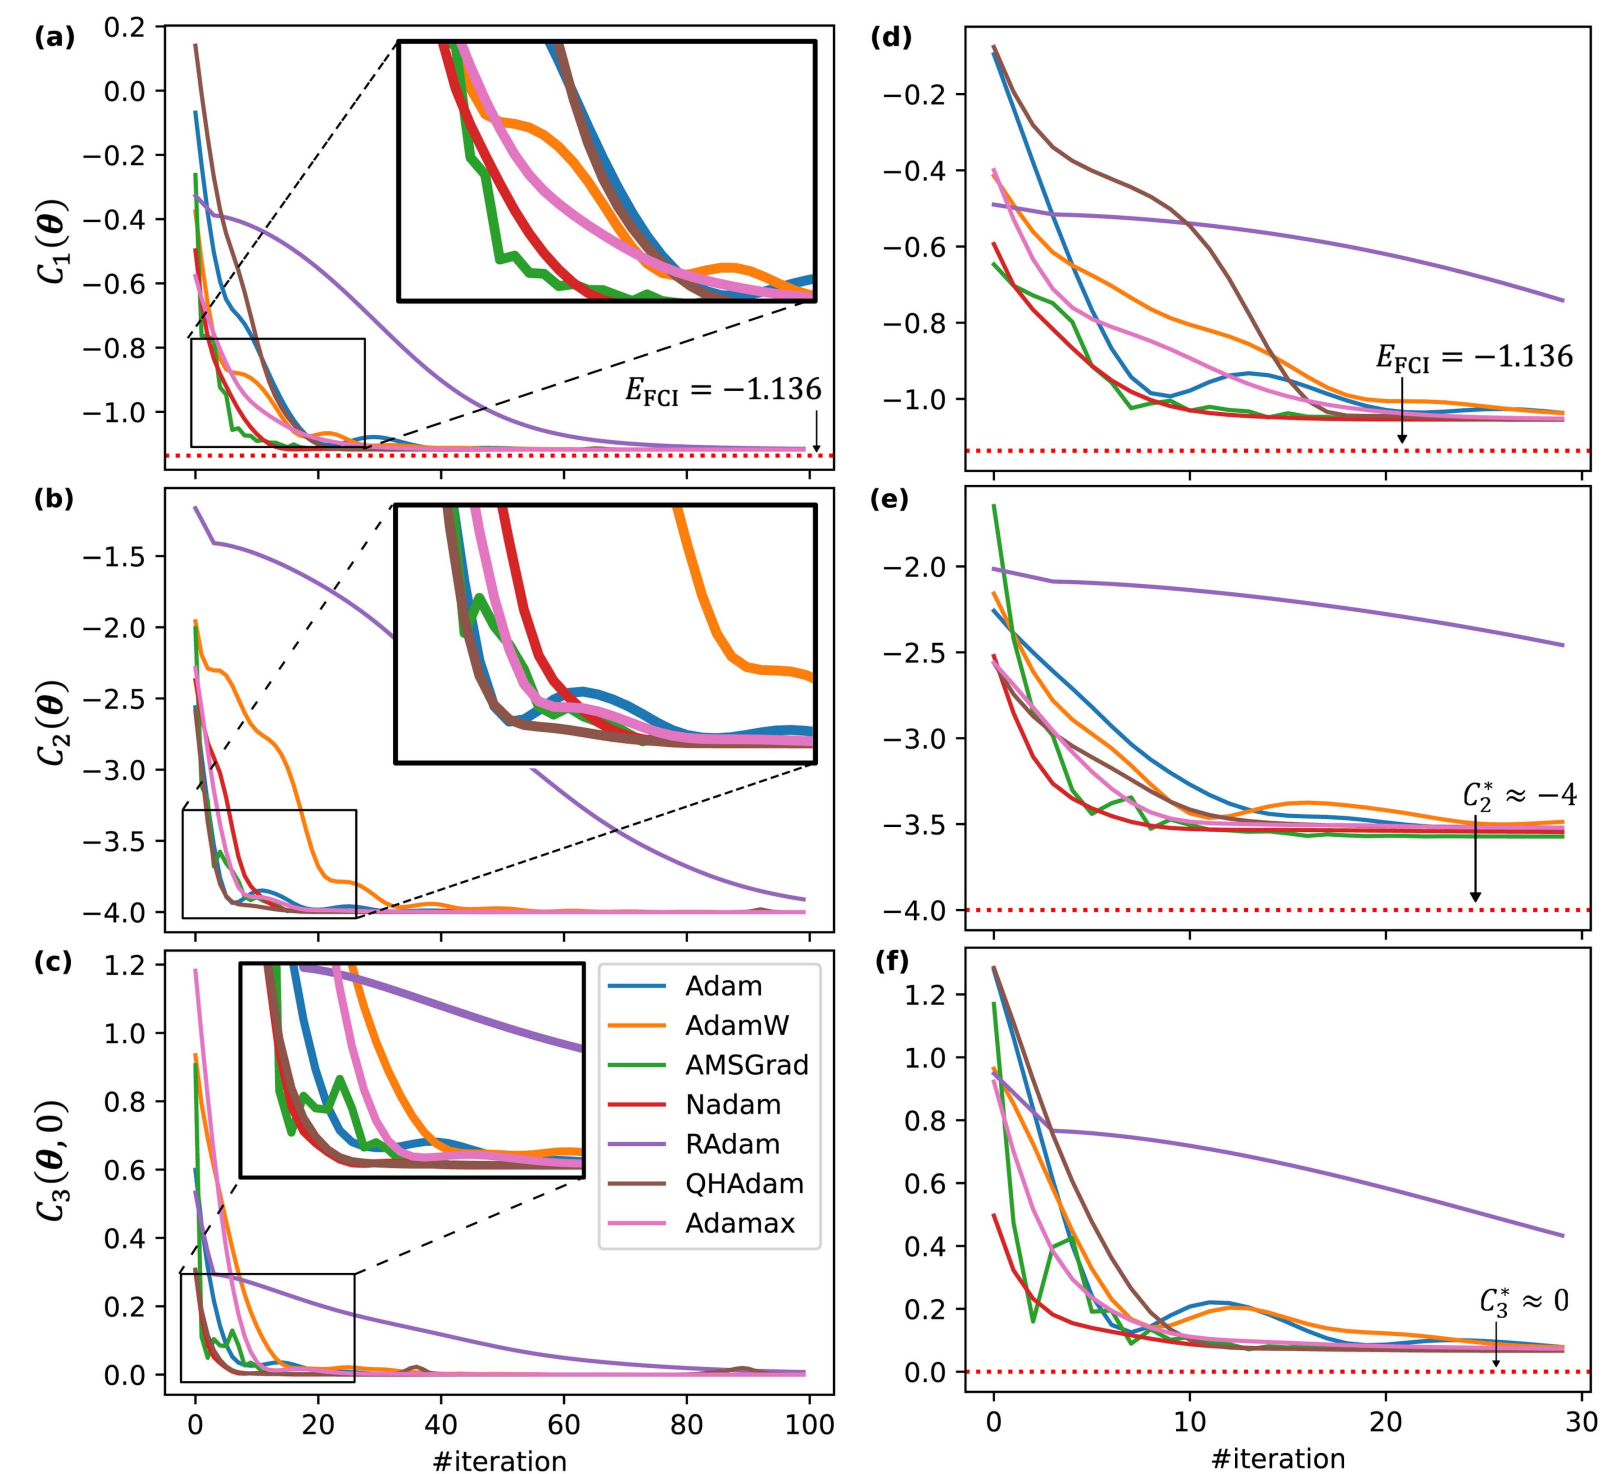 (a)
0.2
0.0
−0.2
−0.4
−0.6
−0.8
−1.0
C₁(θ)
E_FCI = −1.136
(b)
−1.5
−2.0
−2.5
−3.0
−3.5
−4.0
C₂(θ)
(c)
1.2
1.0
0.8
0.6
0.4
0.2
0.0
C₃(θ, 0)
Adam
AdamW
AMSGrad
Nadam
RAdam
QHAdam
Adamax
0 20 40 60 80 100
#iteration
(d)
−0.2
−0.4
−0.6
−0.8
−1.0
E_FCI = −1.136
(e)
−2.0
−2.5
−3.0
−3.5
−4.0
C₂* ≈ −4
(f)
1.2
1.0
0.8
0.6
0.4
0.2
0.0
C₃* ≈ 0
0 10 20 30
#iteration